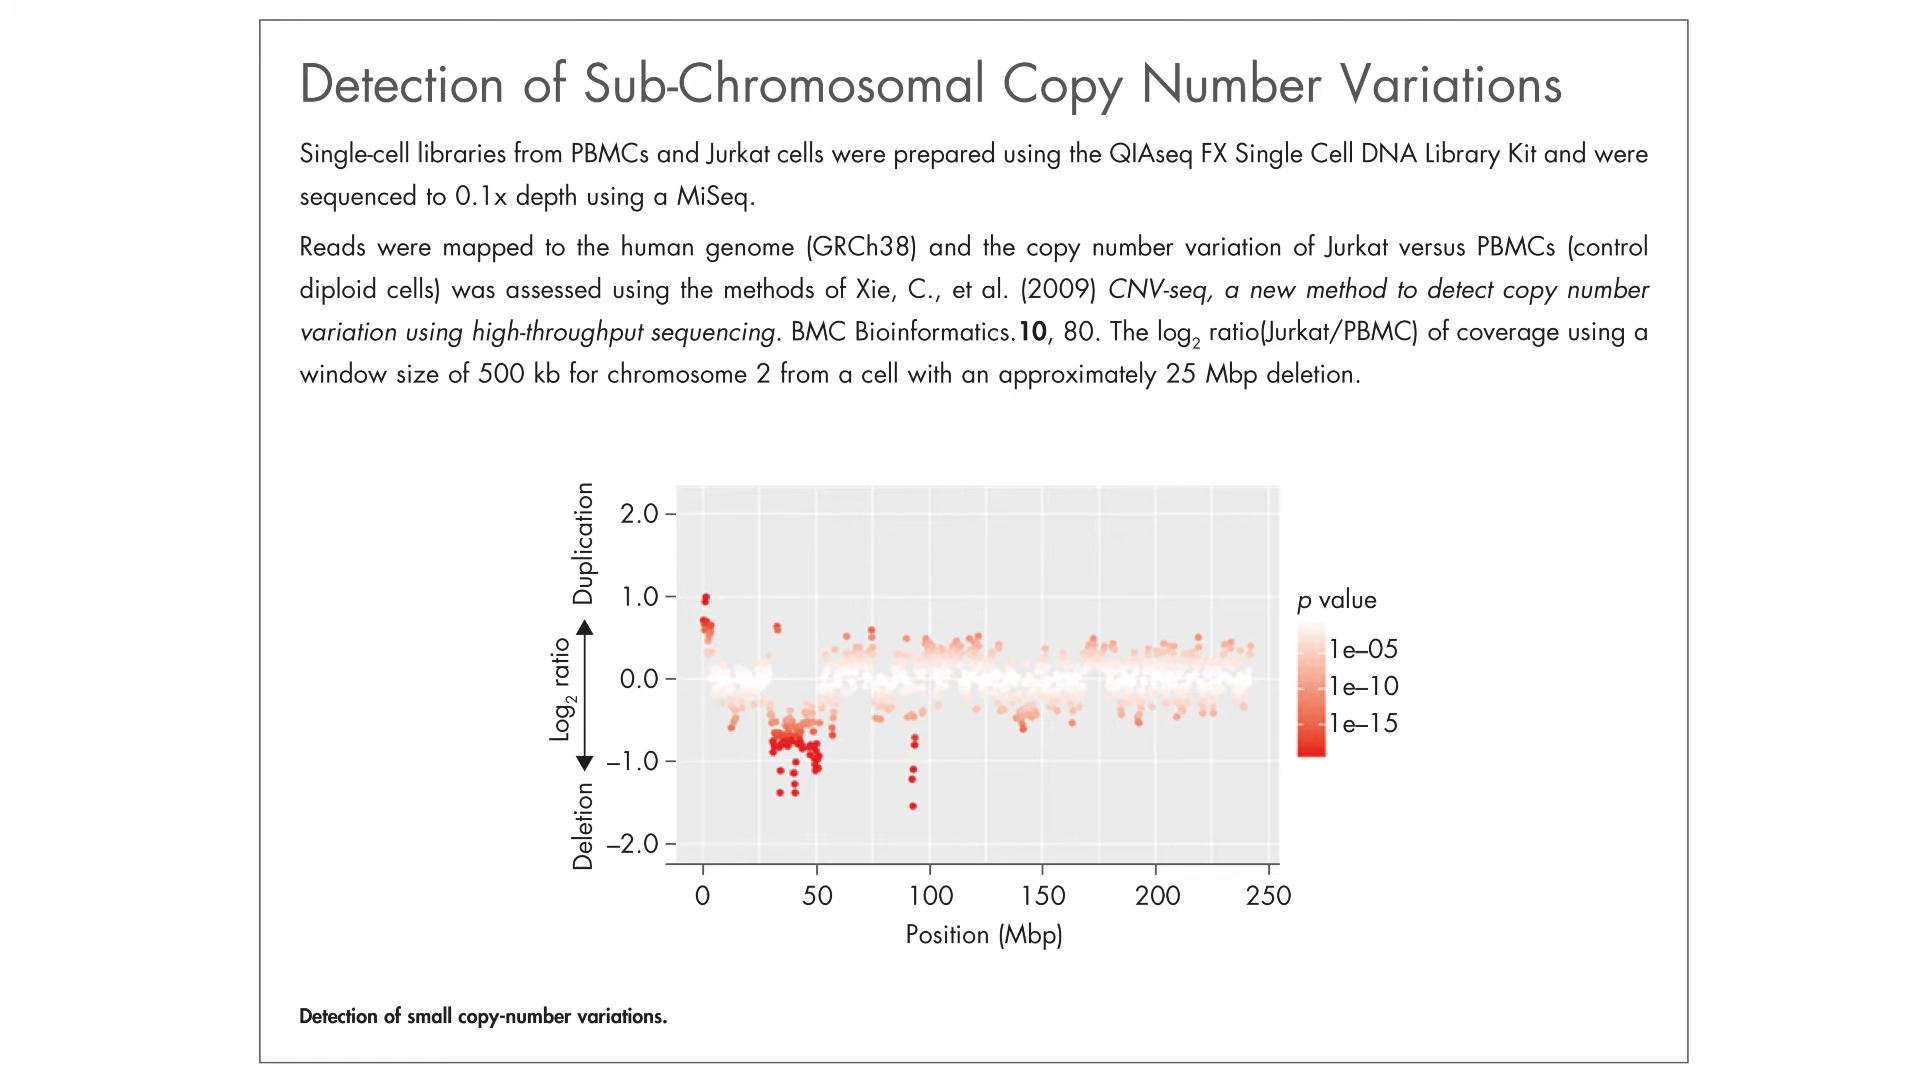 Detection of Sub-Chromosomal Copy Number Variations
Single-cell libraries from PBMCs and Jurkat cells were prepared using the QIAseq FX Single Cell DNA Library Kit and were
sequenced to 0.1x depth using a MiSeq.
Reads were mapped to the human genome (GRCh38) and the copy number variation of Jurkat versus PBMCs (control
diploid cells) was assessed using the methods of Xie, C., et al. (2009) CNV-seq, a new method to detect copy number
variation using high-throughput sequencing. BMC Bioinformatics.10, 80. The log2 ratio(Jurkat/PBMC) of coverage using a
window size of 500 kb for chromosome 2 from a cell with an approximately 25 Mbp deletion.
Duplication
Log2 ratio
Deletion
2.0
1.0
0.0
–1.0
–2.0
0 50 100 150 200 250
Position (Mbp)
p value
1e–05
1e–10
1e–15
Detection of small copy-number variations.